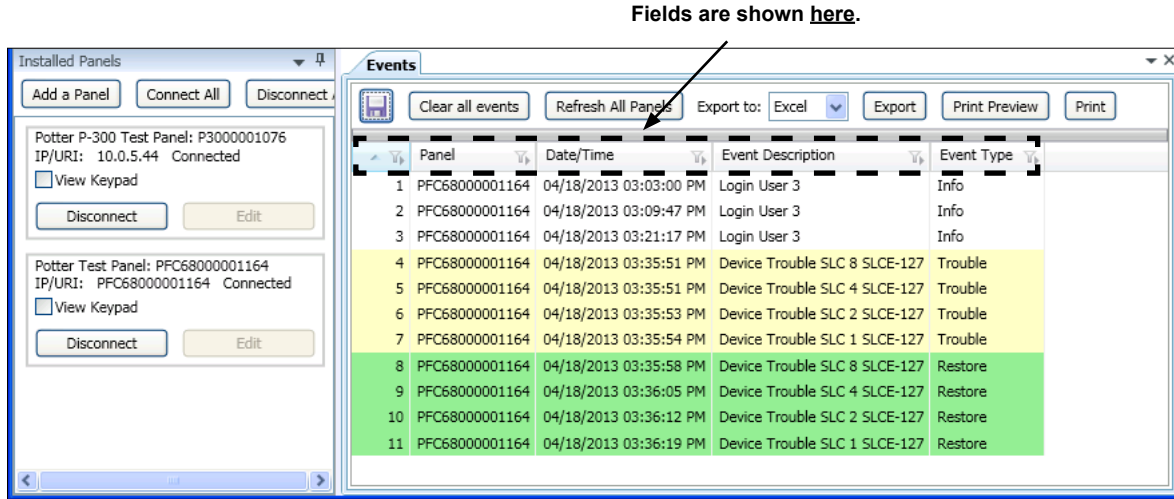 Fields are shown here.
Installed Panels
Add a Panel Connect All Disconnect
Potter P-300 Test Panel: P3000001076
IP/URI: 10.0.5.44 Connected
View Keypad
Disconnect Edit
Potter Test Panel: PFC68000001164
IP/URI: PFC68000001164 Connected
View Keypad
Disconnect Edit
Events
Clear all events Refresh All Panels Export to: Excel Export Print Preview Print
Panel Date/Time Event Description Event Type
1 PFC68000001164 04/18/2013 03:03:00 PM Login User 3 Info
2 PFC68000001164 04/18/2013 03:09:47 PM Login User 3 Info
3 PFC68000001164 04/18/2013 03:21:17 PM Login User 3 Info
4 PFC68000001164 04/18/2013 03:35:51 PM Device Trouble SLC 8 SLCE-127 Trouble
5 PFC68000001164 04/18/2013 03:35:51 PM Device Trouble SLC 4 SLCE-127 Trouble
6 PFC68000001164 04/18/2013 03:35:53 PM Device Trouble SLC 2 SLCE-127 Trouble
7 PFC68000001164 04/18/2013 03:35:54 PM Device Trouble SLC 1 SLCE-127 Trouble
8 PFC68000001164 04/18/2013 03:35:58 PM Device Trouble SLC 8 SLCE-127 Restore
9 PFC68000001164 04/18/2013 03:36:05 PM Device Trouble SLC 4 SLCE-127 Restore
10 PFC68000001164 04/18/2013 03:36:12 PM Device Trouble SLC 2 SLCE-127 Restore
11 PFC68000001164 04/18/2013 03:36:19 PM Device Trouble SLC 1 SLCE-127 Restore